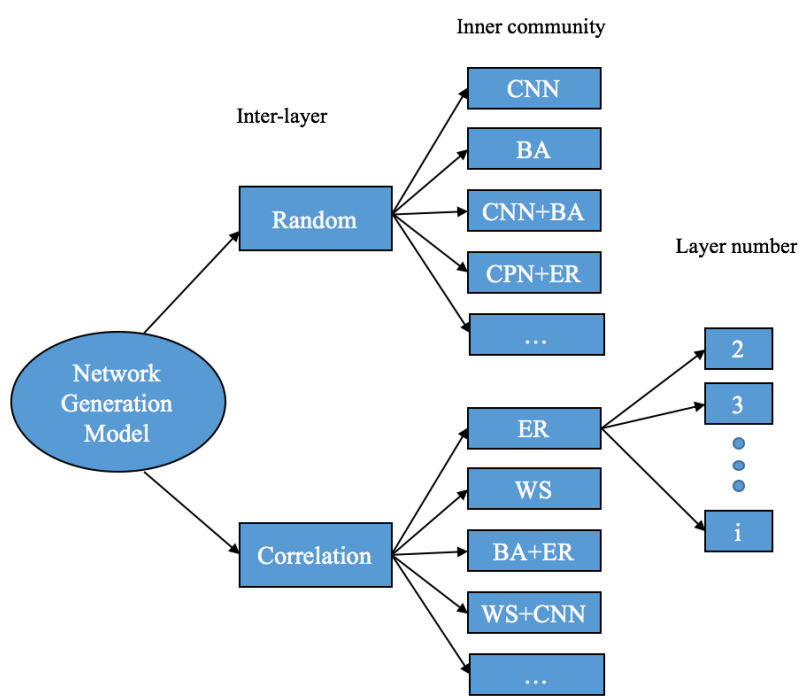 Inner community
CNN
Inter-layer
BA
Random
CNN+BA
Layer number
CPN+ER
...
2
Network
Generation
Model
3
ER
WS
i
Correlation
BA+ER
WS+CNN
...